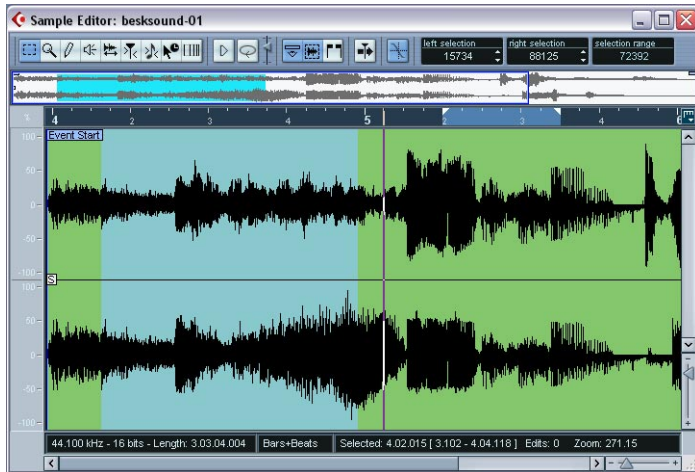 Sample Editor: besksound-01
left selection right selection selection range
15734 88125 72392
% 4 2 3 4 5 2 3 4 6
Event Start
100
50
0
-50
-100
S
100
50
0
-50
-100
44.100 kHz - 16 bits - Length: 3.03.04.004 Bars+Beats Selected: 4.02.015 [ 3.102 - 4.04.118 ] Edits: 0 Zoom: 271.15